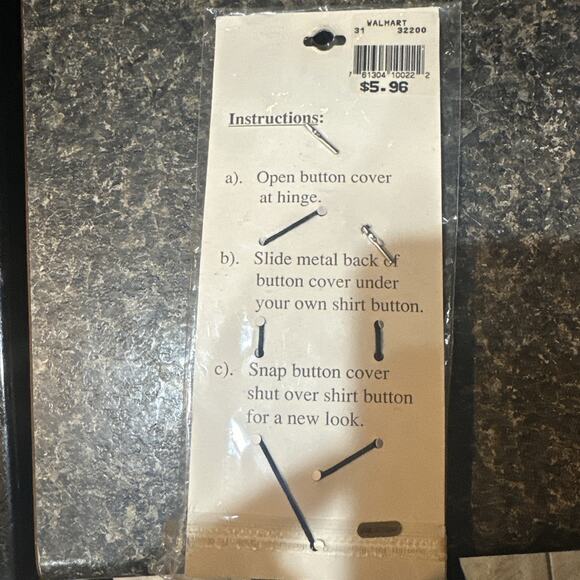 WALMART
31 32200
7 61304 10022 2
$5.96
Instructions:
a). Open button cover
at hinge.
b). Slide metal back of
button cover under
your own shirt button.
c). Snap button cover
shut over shirt button
for a new look.